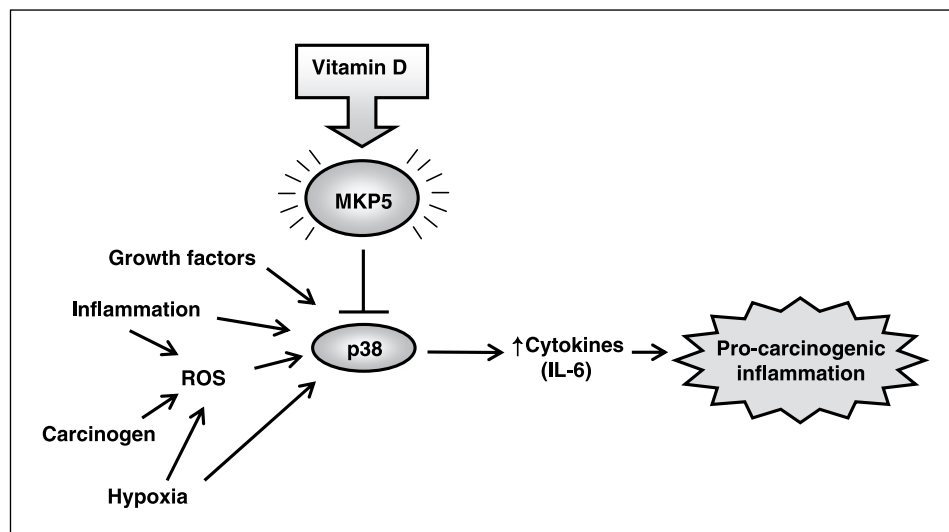 Vitamin D
MKP5
Growth factors
Inflammation
p38
ROS
Carcinogen
Hypoxia
↑Cytokines
(IL-6)
Pro-carcinogenic
inflammation